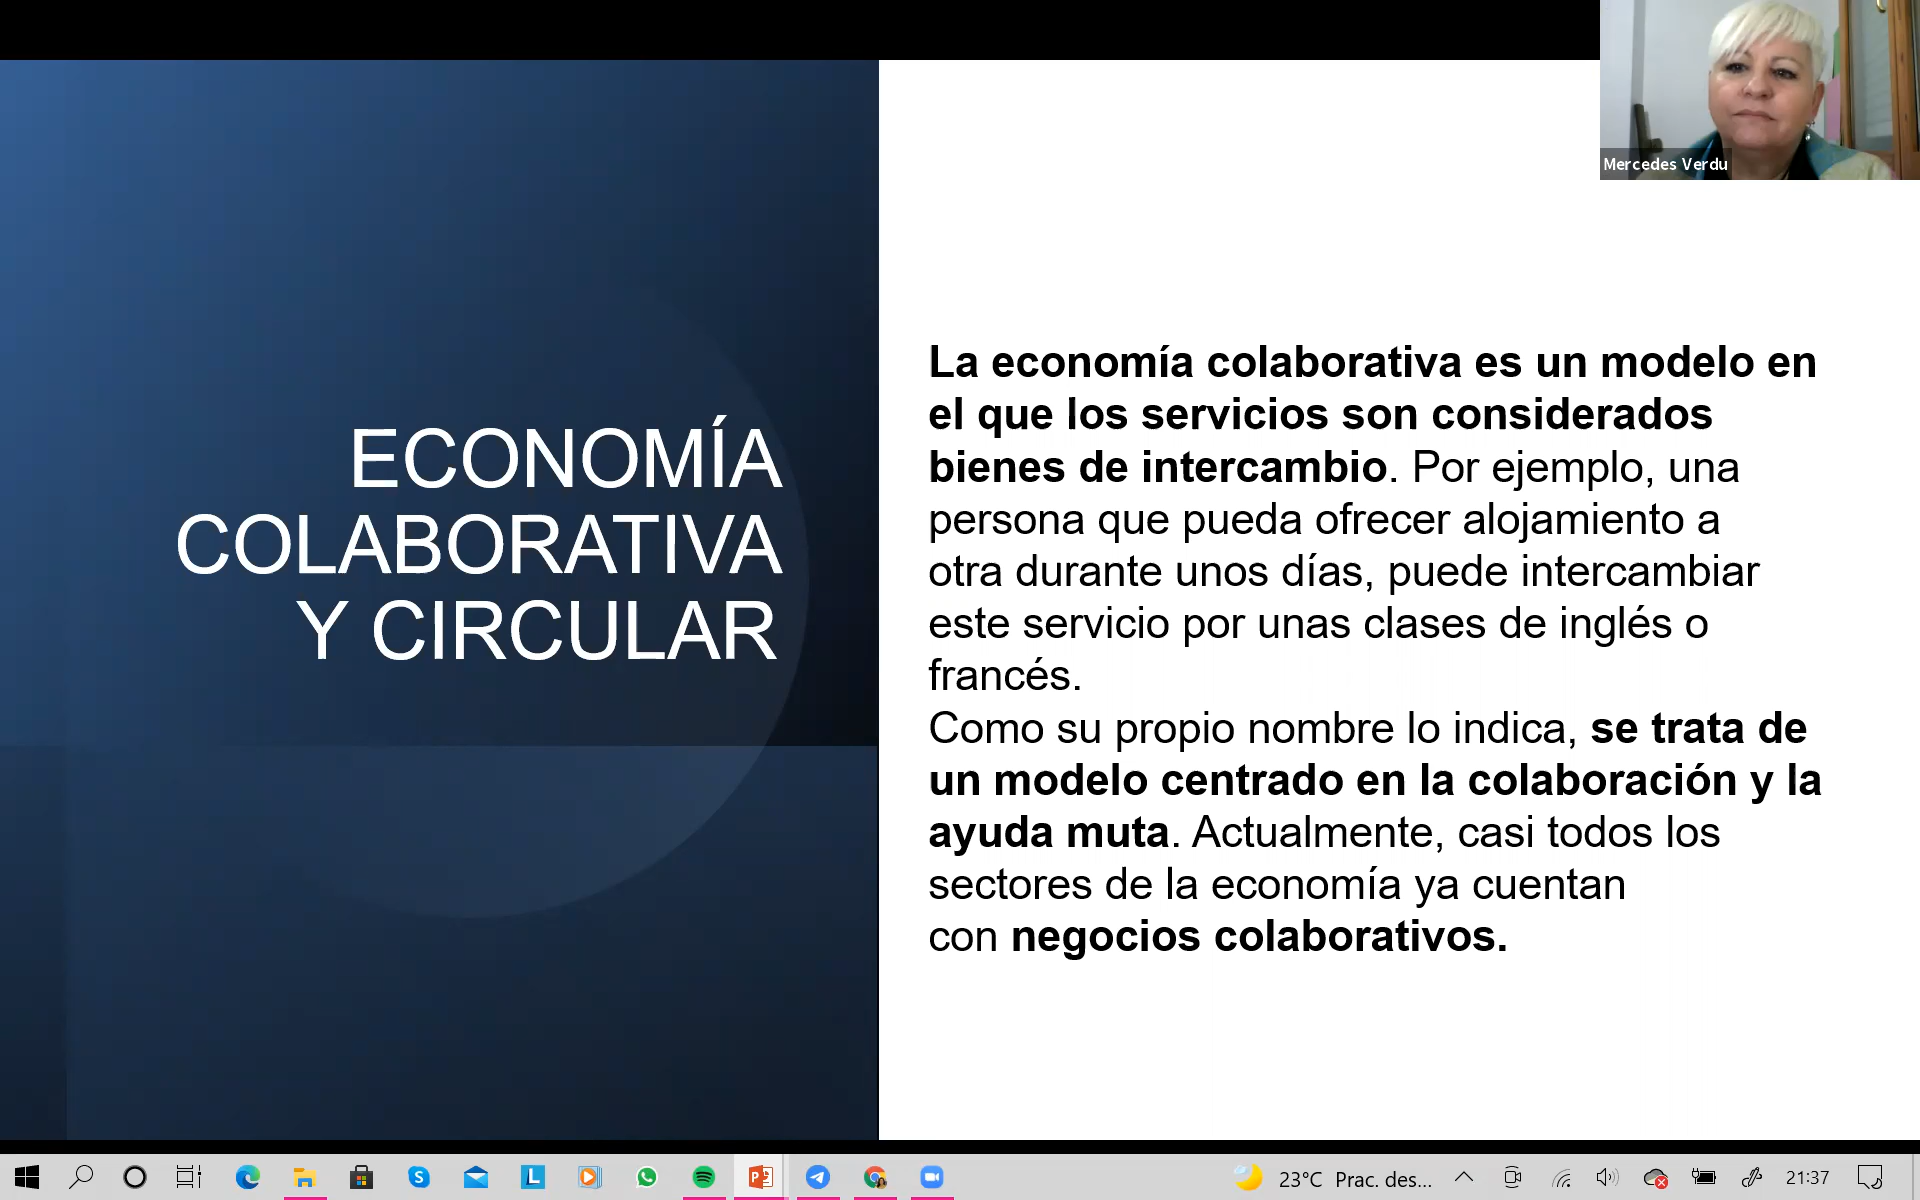 Mercedes Verdu
ECONOMÍA
COLABORATIVA
Y CIRCULAR
La economía colaborativa es un modelo en
el que los servicios son considerados
bienes de intercambio. Por ejemplo, una
persona que pueda ofrecer alojamiento a
otra durante unos días, puede intercambiar
este servicio por unas clases de inglés o
francés.
Como su propio nombre lo indica, se trata de
un modelo centrado en la colaboración y la
ayuda muta. Actualmente, casi todos los
sectores de la economía ya cuentan
con negocios colaborativos.
23°C Prac. des... 21:37